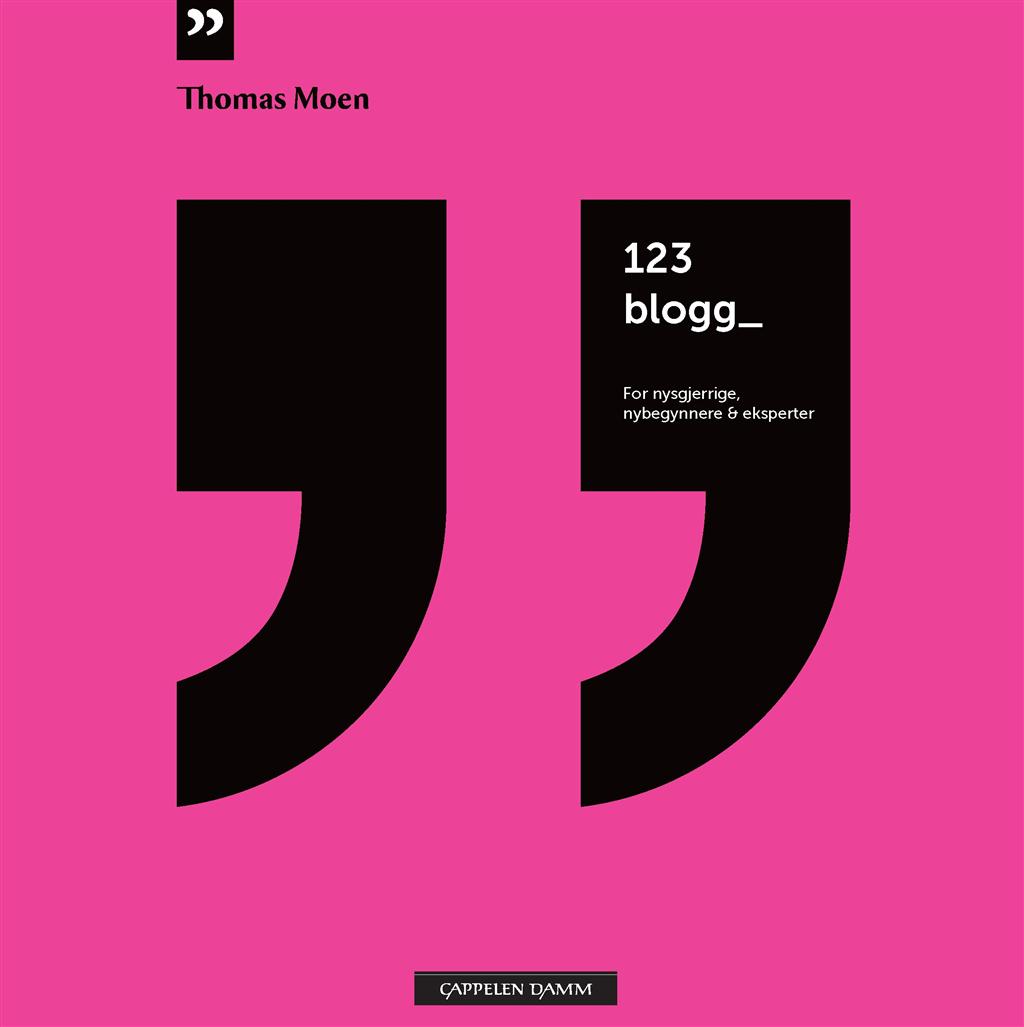 ”
Thomas Moen
123
blogg_
For nysgjerrige,
nybegynnere & eksperter
CAPPELEN DAMM